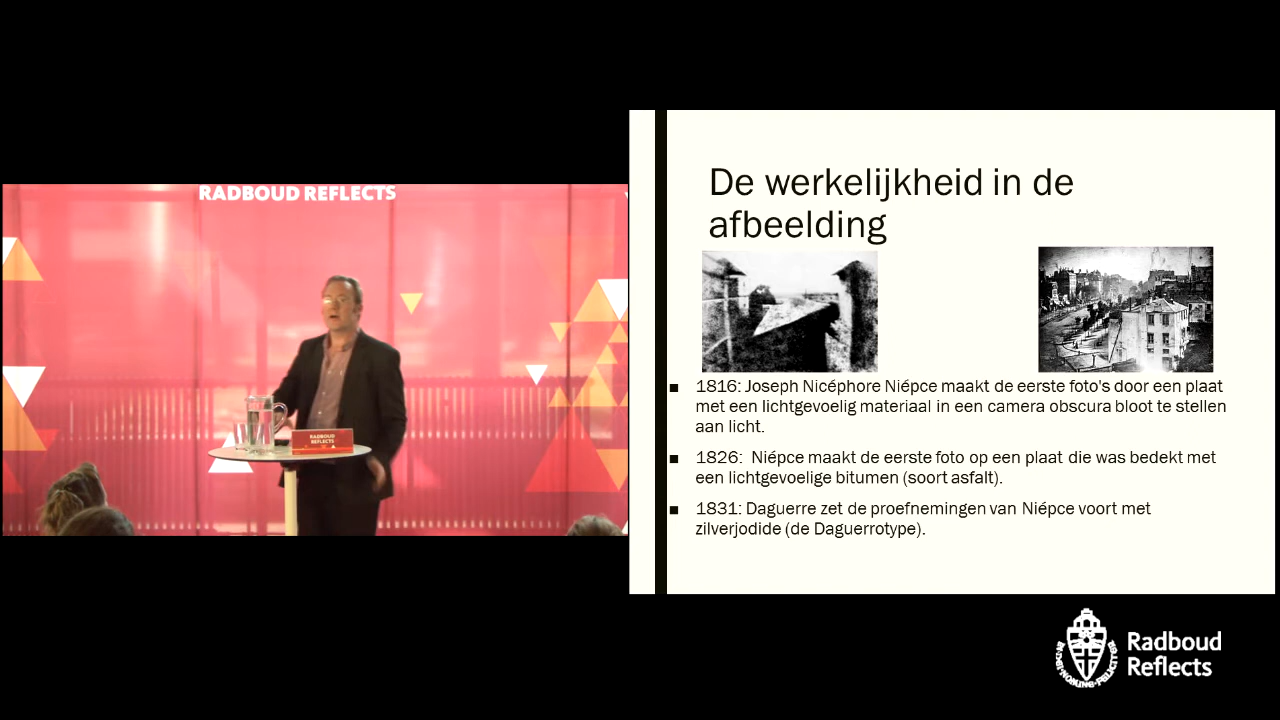 RADBOUD REFLECTS
RADBOUD
REFLECTS
De werkelijkheid in de
afbeelding
1816: Joseph Nicéphore Niépce maakt de eerste foto's door een plaat
met een lichtgevoelig materiaal in een camera obscura bloot te stellen
aan licht.
1826:  Niépce maakt de eerste foto op een plaat die was bedekt met
een lichtgevoelige bitumen (soort asfalt).
1831: Daguerre zet de proefnemingen van Niépce voort met
zilverjodide (de Daguerrotype).
Radboud
Reflects